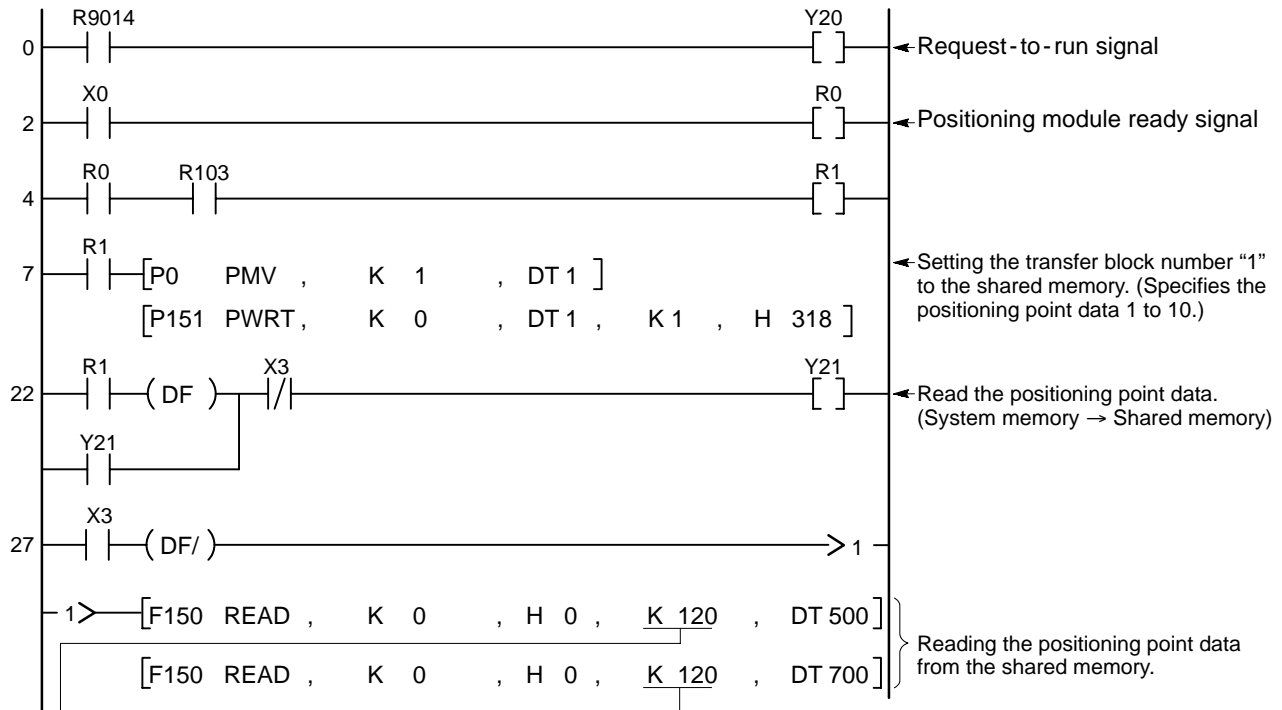 R9014 Y20
0 [ ] Request-to-run signal
X0 R0
2 [ ] Positioning module ready signal
R0 R103 R1
4 [ ]
R1
7 [P0 PMV , K 1 , DT 1 ]
Setting the transfer block number “1”
to the shared memory. (Specifies the
positioning point data 1 to 10.)
[P151 PWRT, K 0 , DT 1 , K 1 , H 318 ]
R1 X3 Y21
22 (DF ) [ ] Read the positioning point data.
(System memory → Shared memory)
Y21
X3
27 (DF/ ) > 1
1 > [F150 READ , K 0 , H 0 , K 120 , DT 500]
[F150 READ , K 0 , H 0 , K 120 , DT 700]
Reading the positioning point data
from the shared memory.